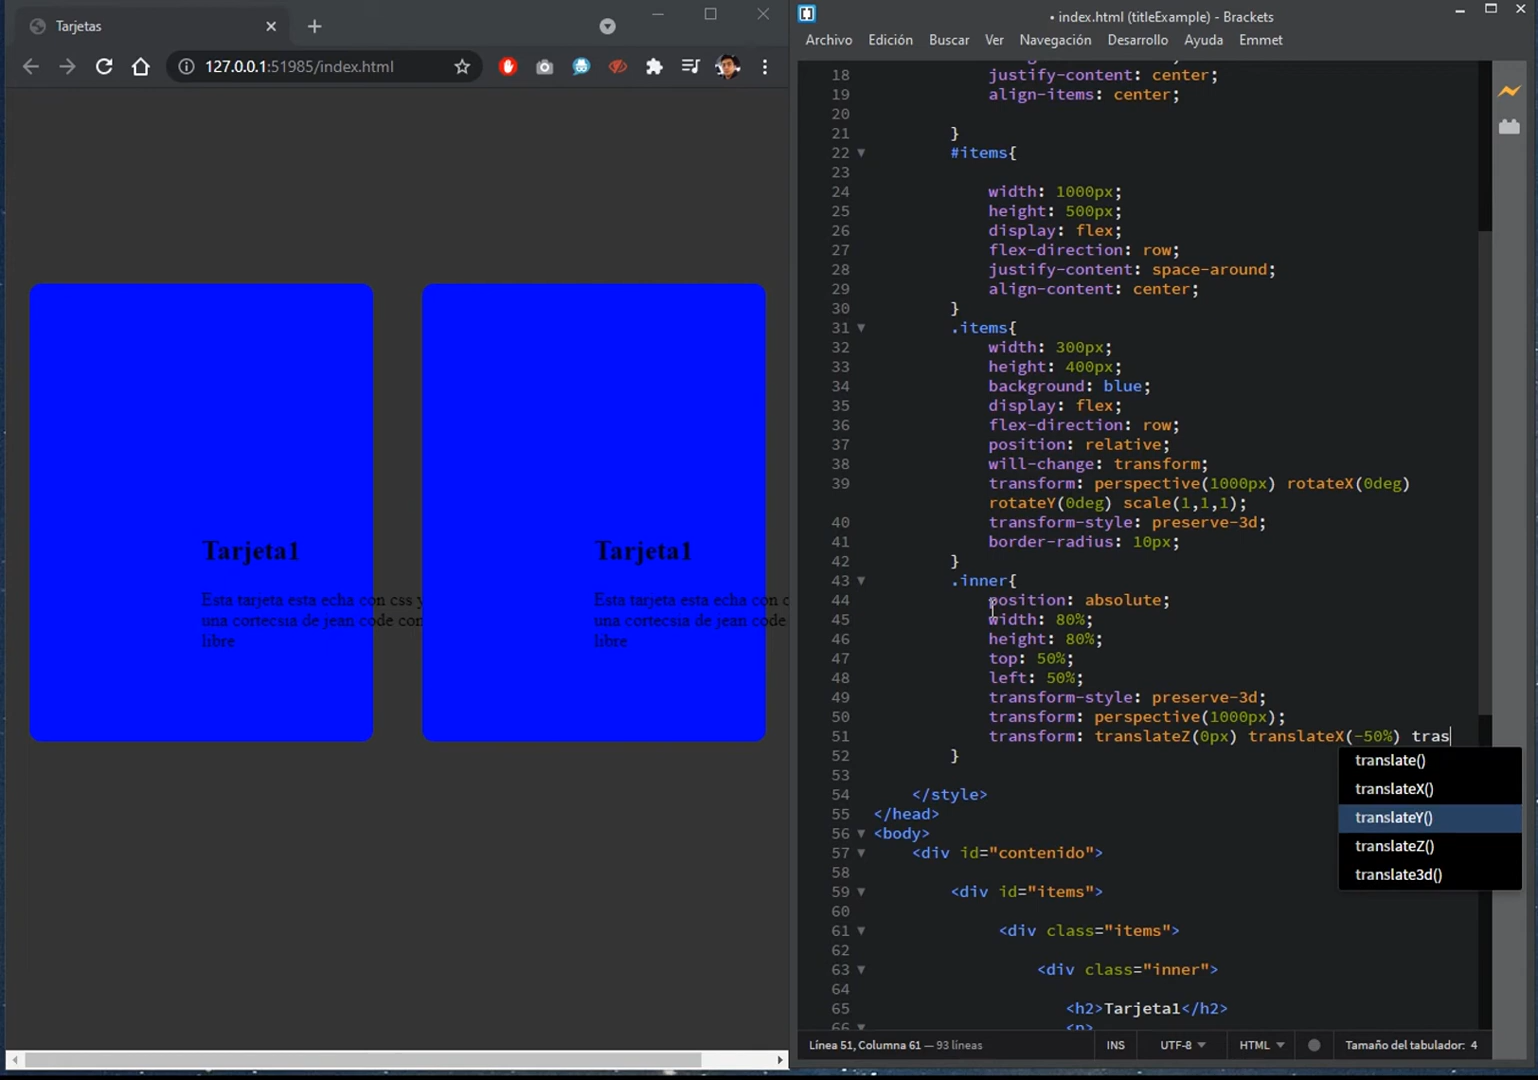 Tarjetas
127.0.0.1:51985/index.html
Tarjeta1
Esta tarjeta esta echa con css y
una cortecsia de jean code con
libre
Tarjeta1
Esta tarjeta esta echa con c
una cortecsia de jean code
libre
• index.html (titleExample) - Brackets
Archivo Edición Buscar Ver Navegación Desarrollo Ayuda Emmet
18 justify-content: center;
19 align-items: center;
20
21 }
22 #items{
23
24 width: 1000px;
25 height: 500px;
26 display: flex;
27 flex-direction: row;
28 justify-content: space-around;
29 align-content: center;
30 }
31 .items{
32 width: 300px;
33 height: 400px;
34 background: blue;
35 display: flex;
36 flex-direction: row;
37 position: relative;
38 will-change: transform;
39 transform: perspective(1000px) rotateX(0deg)
rotateY(0deg) scale(1,1,1);
40 transform-style: preserve-3d;
41 border-radius: 10px;
42 }
43 .inner{
44 position: absolute;
45 width: 80%;
46 height: 80%;
47 top: 50%;
48 left: 50%;
49 transform-style: preserve-3d;
50 transform: perspective(1000px);
51 transform: translateZ(0px) translateX(-50%) tras
52 }
53
54 </style>
55 </head>
56 <body>
57 <div id="contenido">
58
59 <div id="items">
60
61 <div class="items">
62
63 <div class="inner">
64
65 <h2>Tarjeta1</h2>
66 <p>
translate()
translateX()
translateY()
translateZ()
translate3d()
Línea 51, Columna 61 — 93 líneas INS UTF-8 HTML Tamaño del tabulador: 4